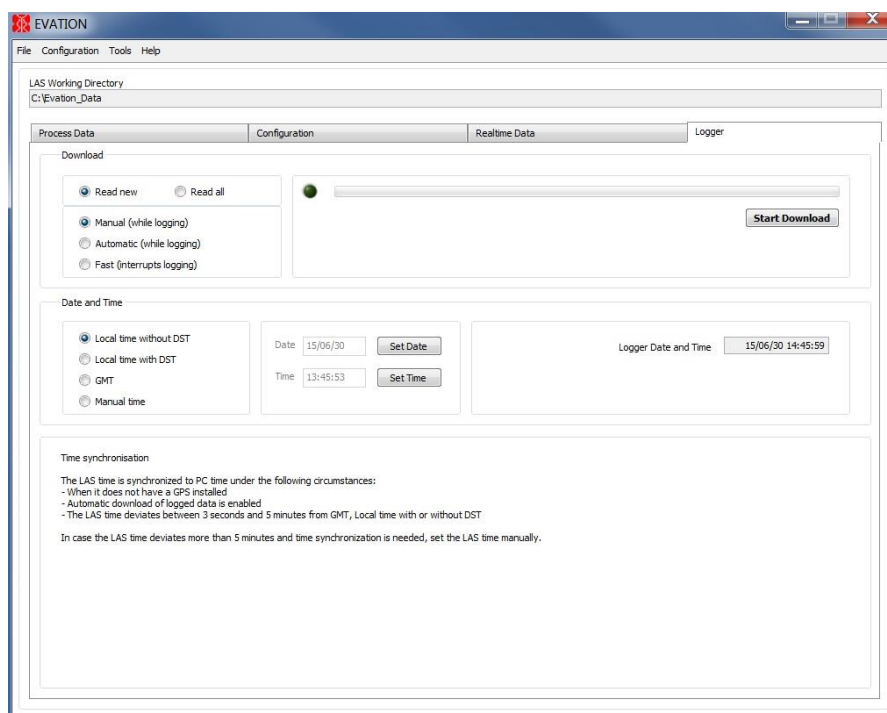 EVATION
File Configuration Tools Help
LAS Working Directory
C:\Evation_Data
Process Data Configuration Realtime Data Logger
Download
Read new Read all
Manual (while logging)
Automatic (while logging)
Fast (interrupts logging)
Start Download
Date and Time
Local time without DST
Local time with DST
GMT
Manual time
Date 15/06/30 Set Date
Time 13:45:53 Set Time
Logger Date and Time 15/06/30 14:45:59
Time synchronisation
The LAS time is synchronized to PC time under the following circumstances:
- When it does not have a GPS installed
- Automatic download of logged data is enabled
- The LAS time deviates between 3 seconds and 5 minutes from GMT, Local time with or without DST
In case the LAS time deviates more than 5 minutes and time synchronization is needed, set the LAS time manually.